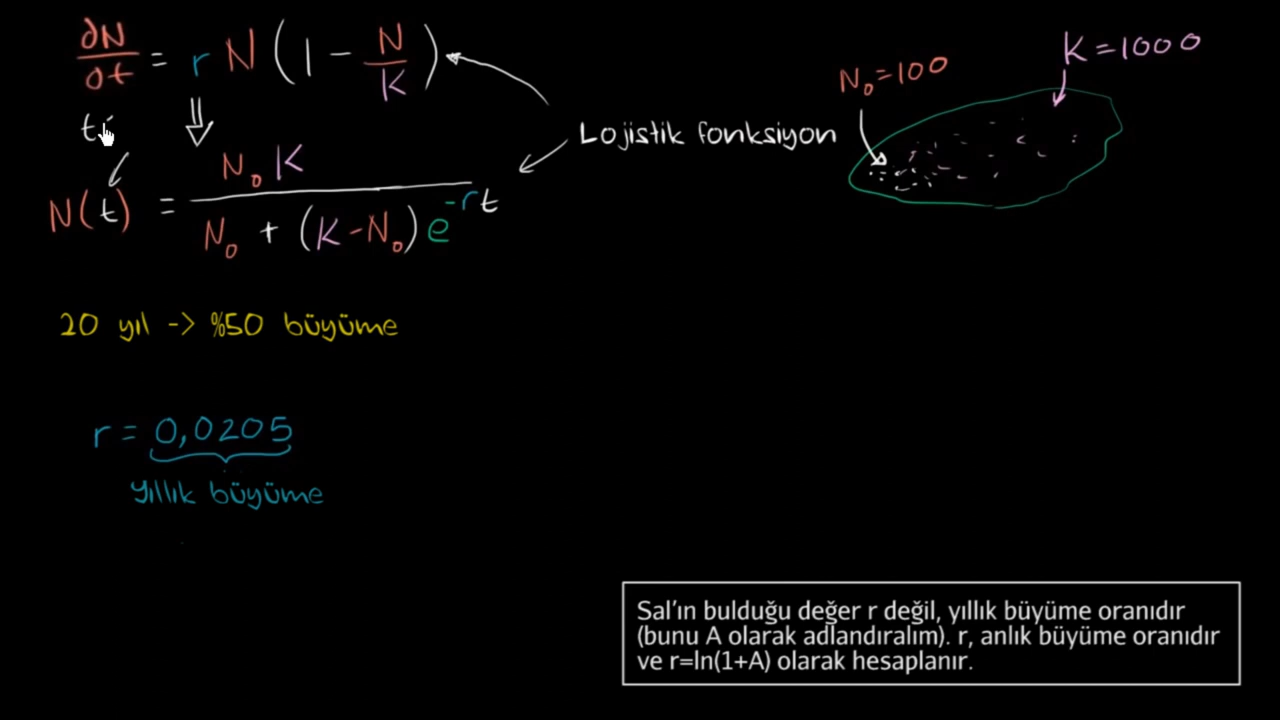 ∂N/∂t = r N (1 - N/K)
N₀=100
K=1000
t
Lojistik fonksiyon
N(t) = N₀K / N₀ + (K-N₀) e^-rt
20 yıl -> %50 büyüme
r = 0,0205
yıllık büyüme
Sal'ın bulduğu değer r değil, yıllık büyüme oranıdır
(bunu A olarak adlandıralım). r, anlık büyüme oranıdır
ve r=ln(1+A) olarak hesaplanır.